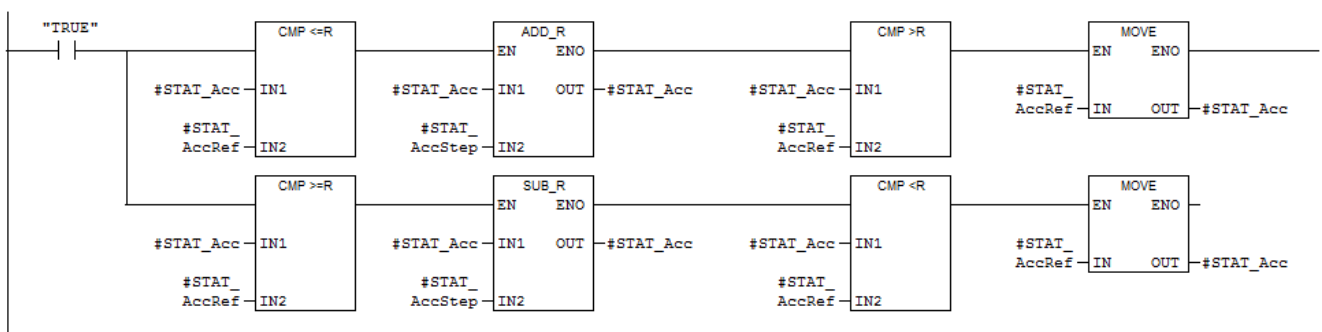 "TRUE"
CMP <=R
ADD_R
CMP >R
MOVE
EN ENO
EN ENO
#STAT_Acc IN1
#STAT_Acc IN1 OUT #STAT_Acc
#STAT_Acc IN1
#STAT_
AccRef IN OUT #STAT_Acc
#STAT_
AccRef IN2
#STAT_
AccStep IN2
#STAT_
AccRef IN2
CMP >=R
SUB_R
CMP <R
MOVE
EN ENO
EN ENO
#STAT_Acc IN1
#STAT_Acc IN1 OUT #STAT_Acc
#STAT_Acc IN1
#STAT_
AccRef IN OUT #STAT_Acc
#STAT_
AccRef IN2
#STAT_
AccStep IN2
#STAT_
AccRef IN2